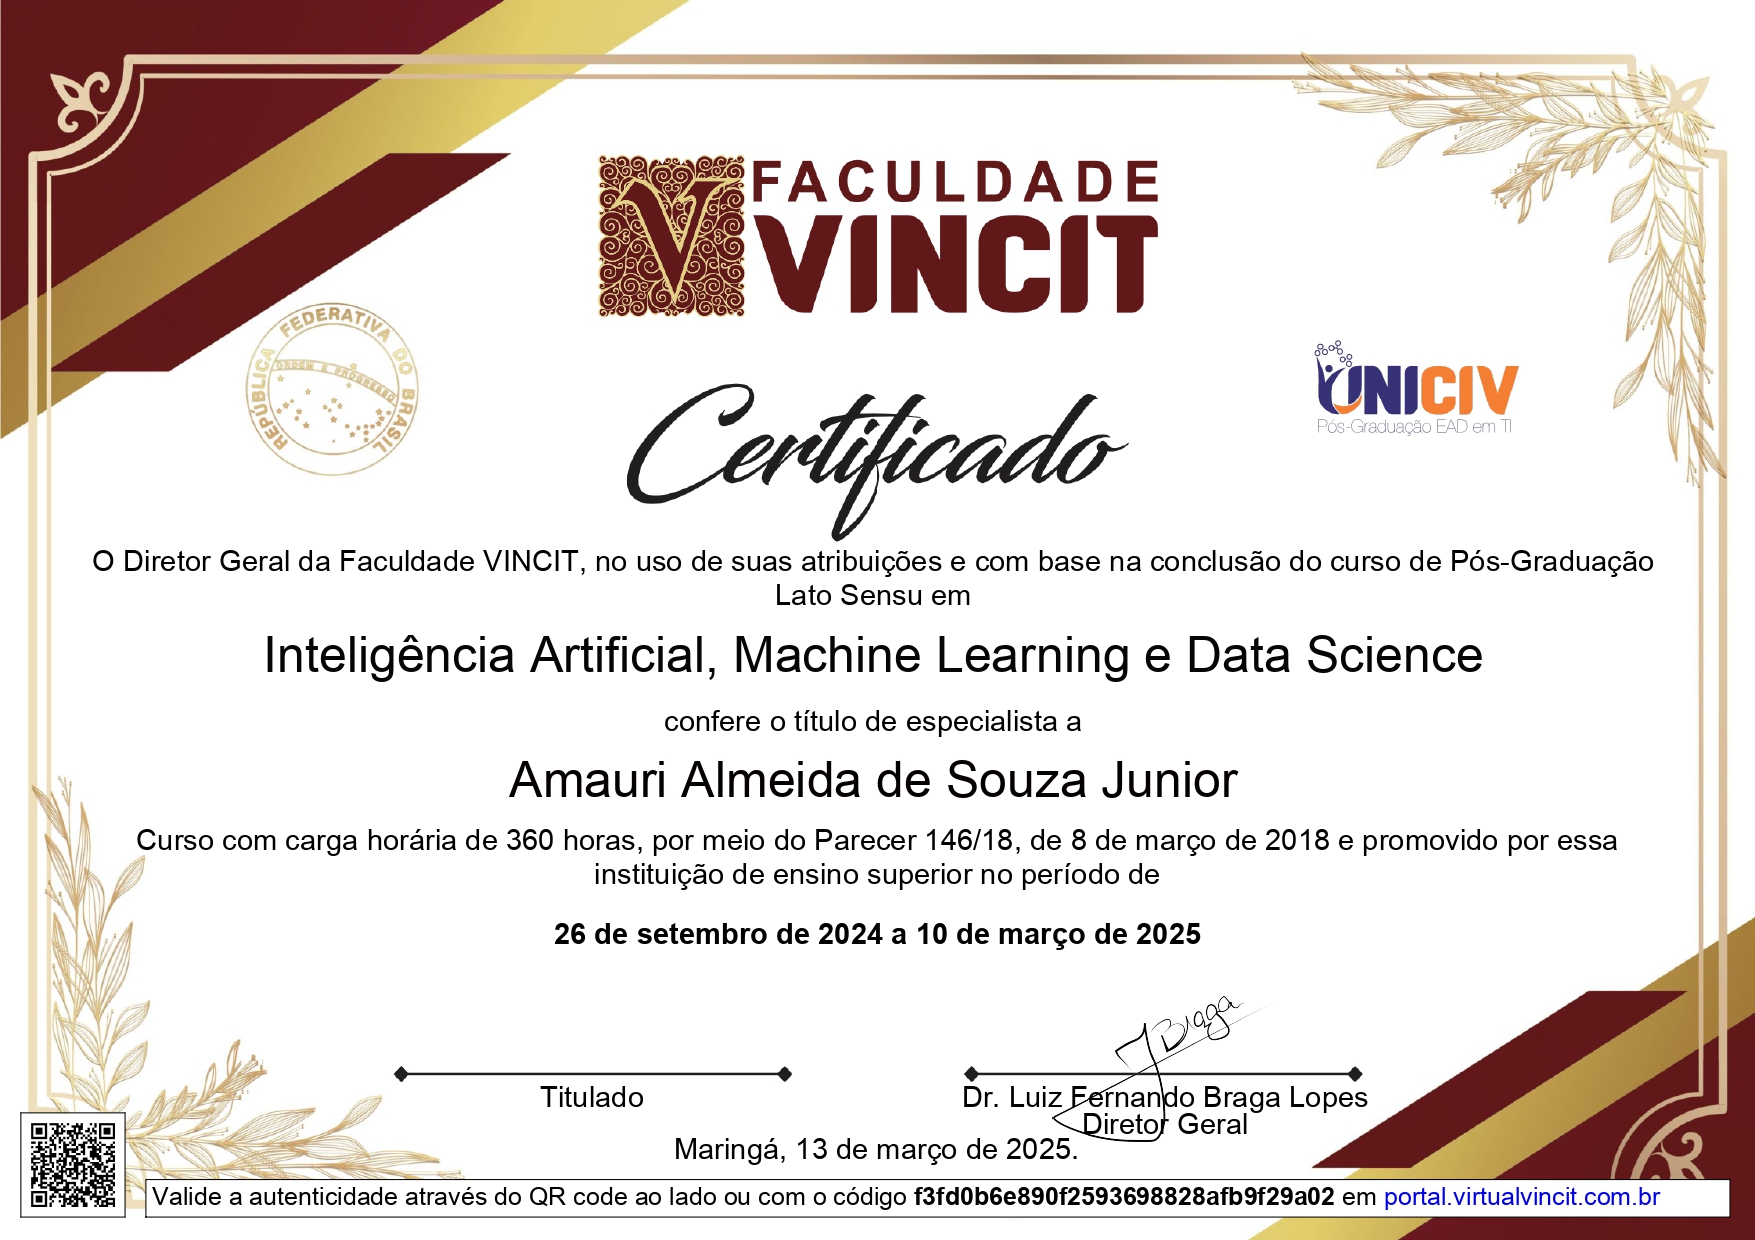 FACULDADE
VINCIT
REPÚBLICA FEDERATIVA DO BRASIL
ORDEM E PROGRESSO
UNICIV
Pós-Graduação EAD em TI
Certificado
O Diretor Geral da Faculdade VINCIT, no uso de suas atribuições e com base na conclusão do curso de Pós-Graduação
Lato Sensu em
Inteligência Artificial, Machine Learning e Data Science
confere o título de especialista a
Amauri Almeida de Souza Junior
Curso com carga horária de 360 horas, por meio do Parecer 146/18, de 8 de março de 2018 e promovido por essa
instituição de ensino superior no período de
26 de setembro de 2024 a 10 de março de 2025
Braga
Titulado
Dr. Luiz Fernando Braga Lopes
Diretor Geral
Maringá, 13 de março de 2025.
Valide a autenticidade através do QR code ao lado ou com o código f3fd0b6e890f2593698828afb9f29a02 em portal.virtualvincit.com.br